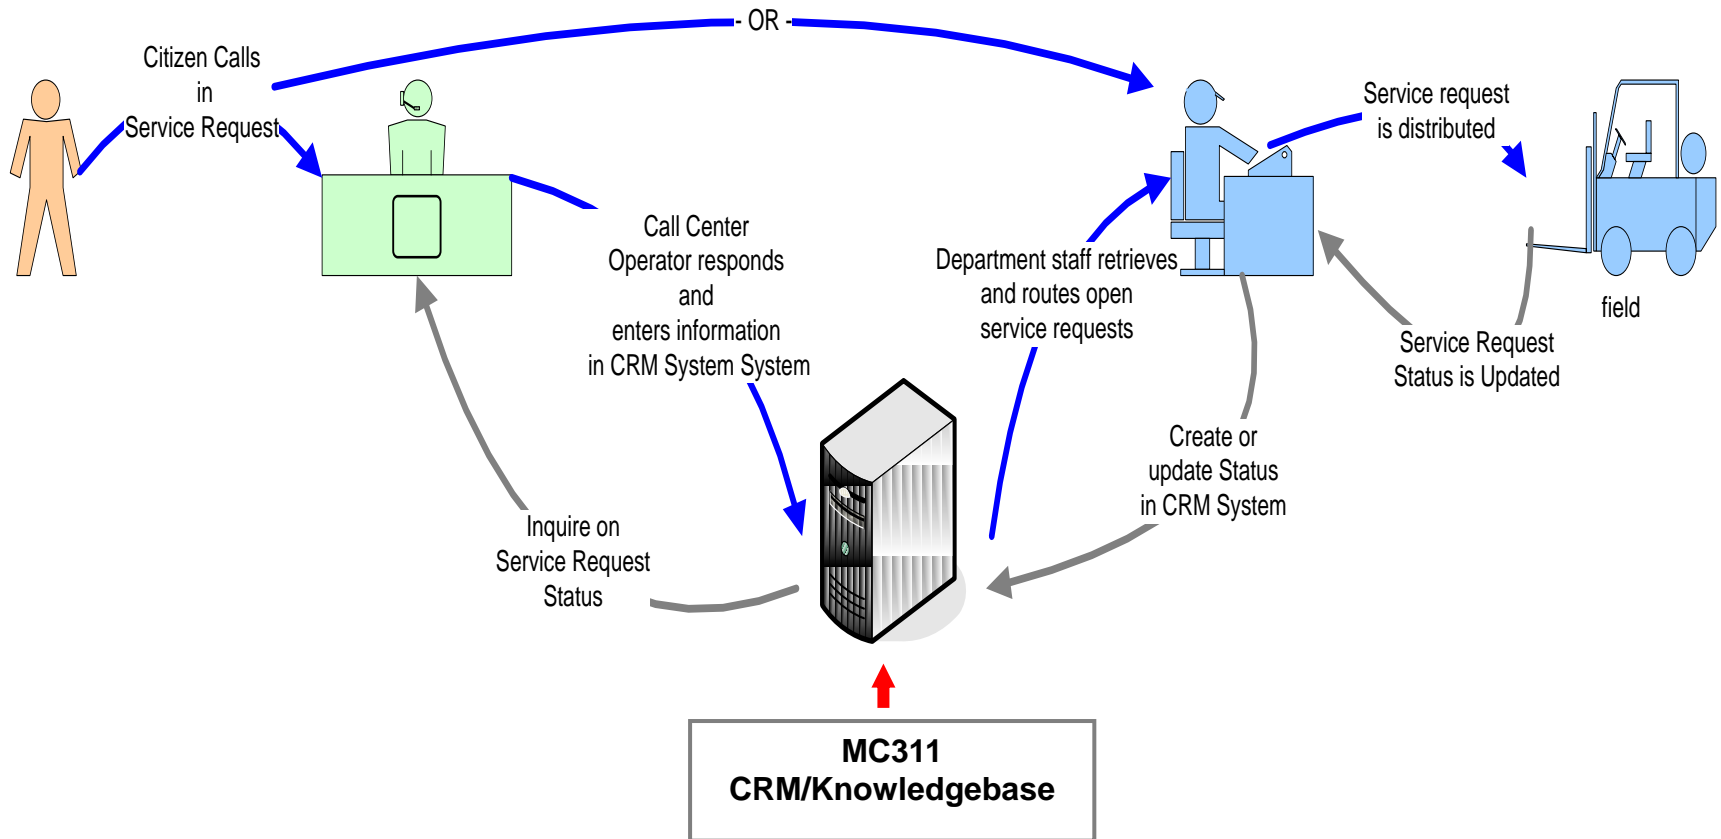 - OR -
Citizen Calls
in
Service Request
Service request
is distributed
Call Center
Operator responds
and
enters information
in CRM System System
Department staff retrieves
and routes open
service requests
field
Service Request
Status is Updated
Create or
update Status
in CRM System
Inquire on
Service Request
Status
MC311
CRM/Knowledgebase